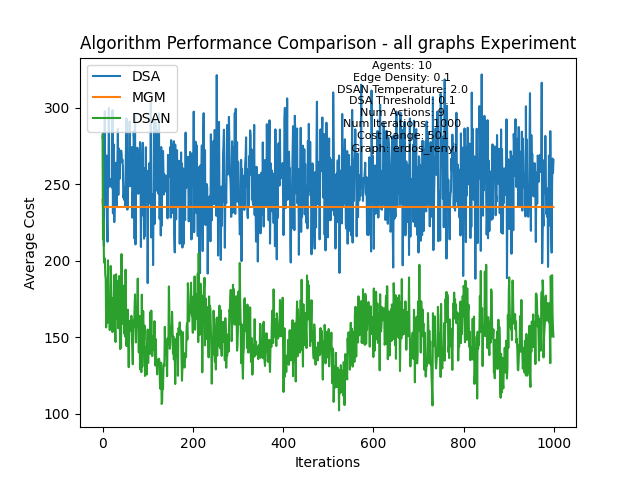 Algorithm Performance Comparison - all graphs Experiment
DSA
MGM
DSAN
Agents: 10
Edge Density: 0.1
DSAN Temperature: 2.0
DSA Threshold: 0.1
Num Actions: 9
Num Iterations: 1000
Cost Range: 501
Graph: erdos_renyi
Average Cost
300
250
200
150
100
0 200 400 600 800 1000
Iterations